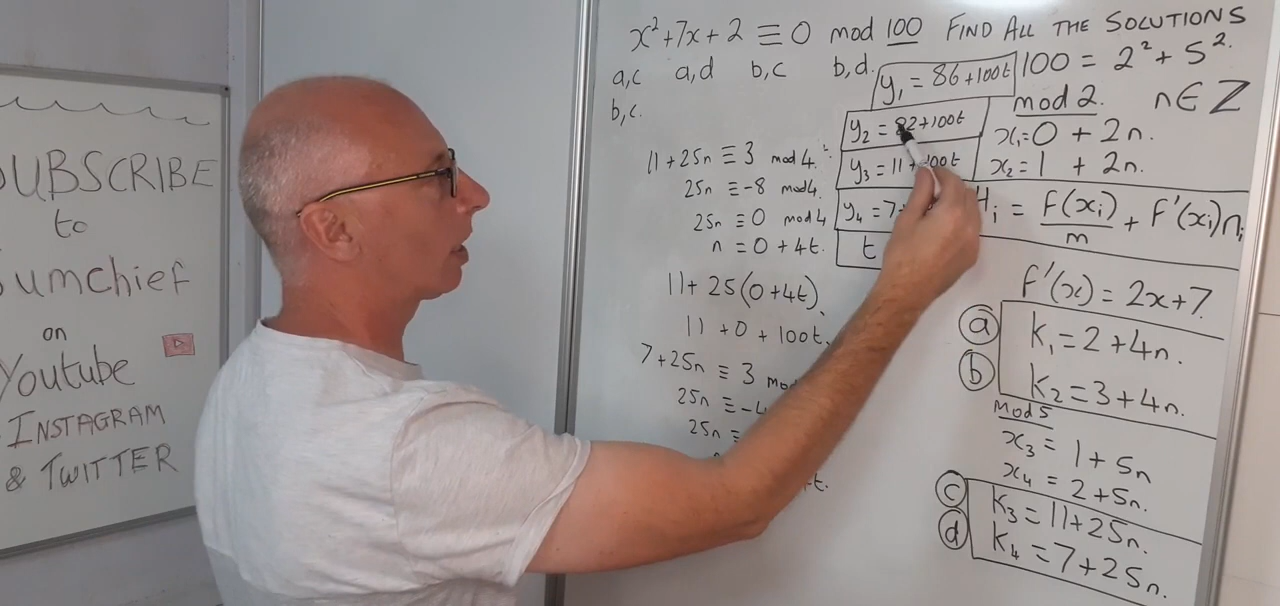 SUBSCRIBE
to
Sumchief
on
Youtube
INSTAGRAM
& TWITTER
x²+7x+2 ≡ 0 mod 100 FIND ALL THE SOLUTIONS
a,c a,d b,c b,d.
b,c.
11+25n ≡ 3 mod 4.
25n ≡ -8 mod 4.
25n ≡ 0 mod 4
n = 0 + 4t.
11+ 25(0+4t)
11 + 0 + 100t.
7+25n ≡ 3
25n ≡ -4
25n ≡
y₁ = 86+100t
y₂ = 82+100t
y₃ = 11+100t
y₄ = 7+
t
100 = 2² + 5².
mod 2. n∈Z
x₁=0 + 2n.
x₂=1 + 2n.
Hᵢ = F(xᵢ)/m + F'(xᵢ)nᵢ
F'(x) = 2x+7
a K₁=2+4n.
b K₂=3+4n.
Mod 5
x₃ = 1+5n
x₄ = 2+5n.
c K₃=11+25n.
d K₄=7+25n.